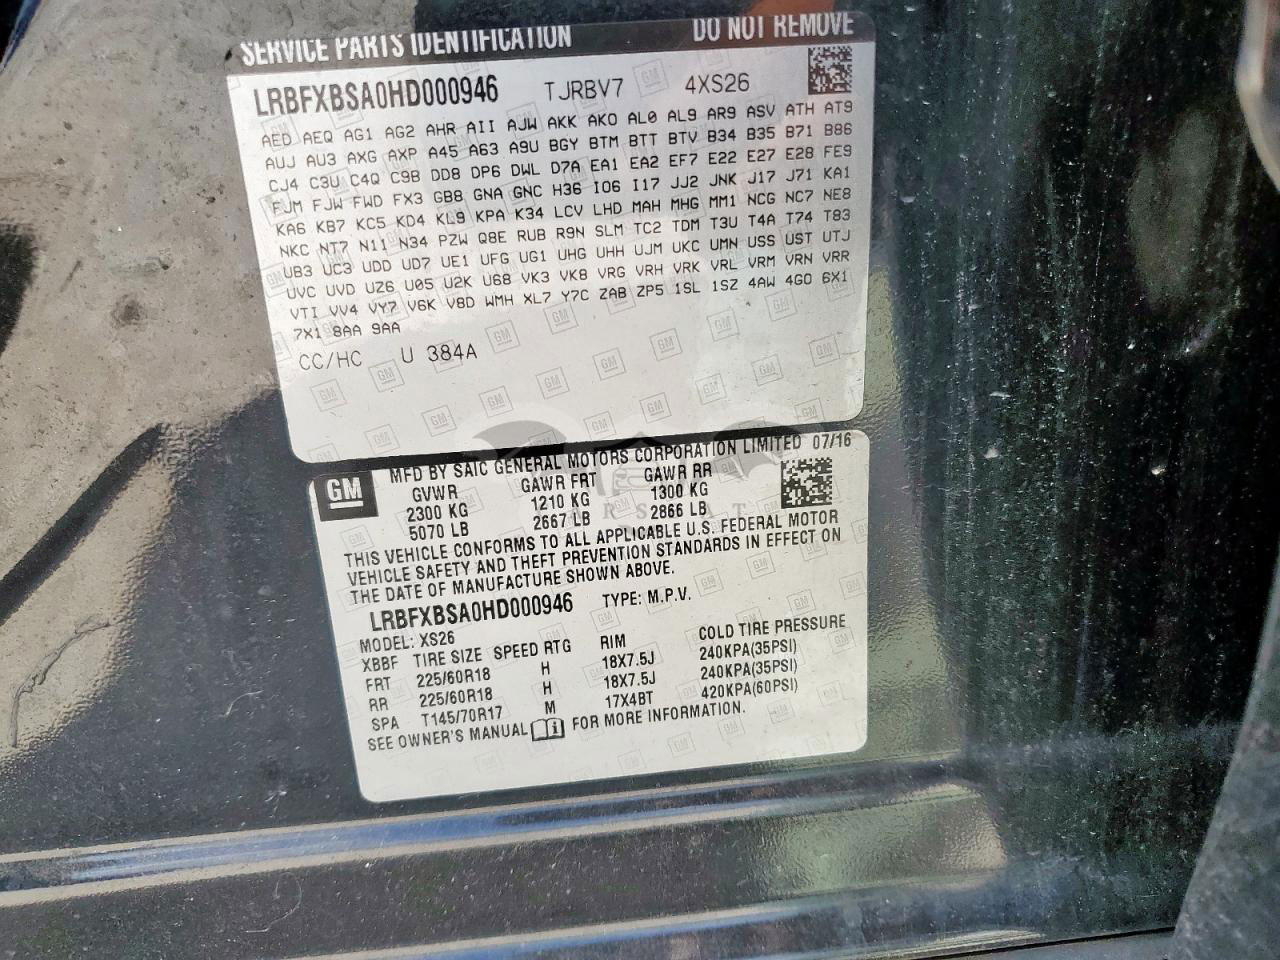 SERVICE PARTS IDENTIFICATION DO NOT REMOVE
LRBFXBSA0HD000946 TJRBV7 4XS26
AED AEQ AG1 AG2 AHR AII AJW AKK AKO AL0 AL9 AR9 ASV ATH AT9
AUJ AU3 AXG AXP A45 A63 A9U BGY BTM BTT BTV B34 B35 B71 B86
CJ4 C3U C4Q C9B DD8 DP6 DWL D7A EA1 EA2 EF7 E22 E27 E28 FE9
FJM FJW FWD FX3 GB8 GNA GNC H36 I06 I17 JJ2 JNK J17 J71 KA1
KA6 KB7 KC5 KD4 KL9 KPA K34 LCV LHD MAH MHG MM1 NCG NC7 NE8
NKC NT7 N11 N34 PZW Q8E RUB R9N SLM TC2 TDM T3U T4A T74 T83
UB3 UC3 UDD UD7 UE1 UFG UG1 UHG UHH UJM UKC UMN USS UST UTJ
UVC UVD UZ6 U05 U2K U68 VK3 VK8 VRG VRH VRK VRL VRM VRN VRR
VTI VV4 VY7 V6K V8D WMH XL7 Y7C ZAB ZP5 1SL 1SZ 4AW 4G0 6X1
7X1 8AA 9AA
CC/HC U 384A
GM
MFD BY SAIC GENERAL MOTORS CORPORATION LIMITED 07/16
GVWR GAWR FRT GAWR RR
2300 KG 1210 KG 1300 KG
5070 LB 2667 LB 2866 LB
THIS VEHICLE CONFORMS TO ALL APPLICABLE U.S. FEDERAL MOTOR
VEHICLE SAFETY AND THEFT PREVENTION STANDARDS IN EFFECT ON
THE DATE OF MANUFACTURE SHOWN ABOVE.
LRBFXBSA0HD000946 TYPE: M.P.V.
MODEL: XS26
XBBF TIRE SIZE SPEED RTG RIM COLD TIRE PRESSURE
FRT 225/60R18 H 18X7.5J 240KPA(35PSI)
RR 225/60R18 H 18X7.5J 240KPA(35PSI)
SPA T145/70R17 M 17X4BT 420KPA(60PSI)
SEE OWNER'S MANUAL FOR MORE INFORMATION.